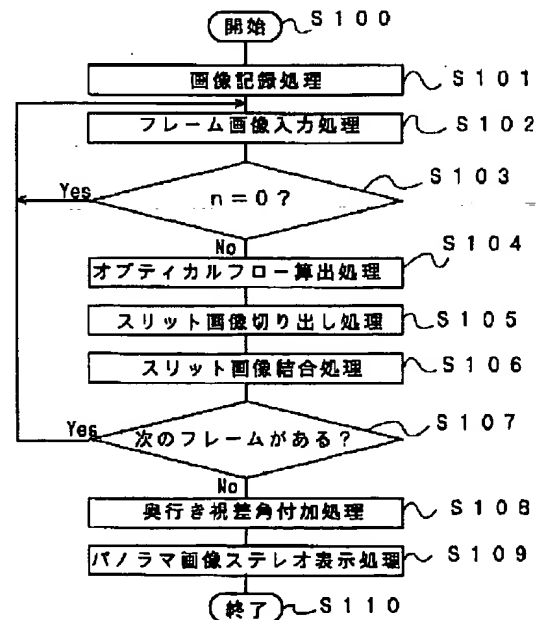 開始 S100
画像記録処理 S101
フレーム画像入力処理 S102
n=0? S103
Yes
No
オプティカルフロー算出処理 S104
スリット画像切り出し処理 S105
スリット画像結合処理 S106
次のフレームがある? S107
Yes
No
奥行き視差角付加処理 S108
パノラマ画像ステレオ表示処理 S109
終了 S110